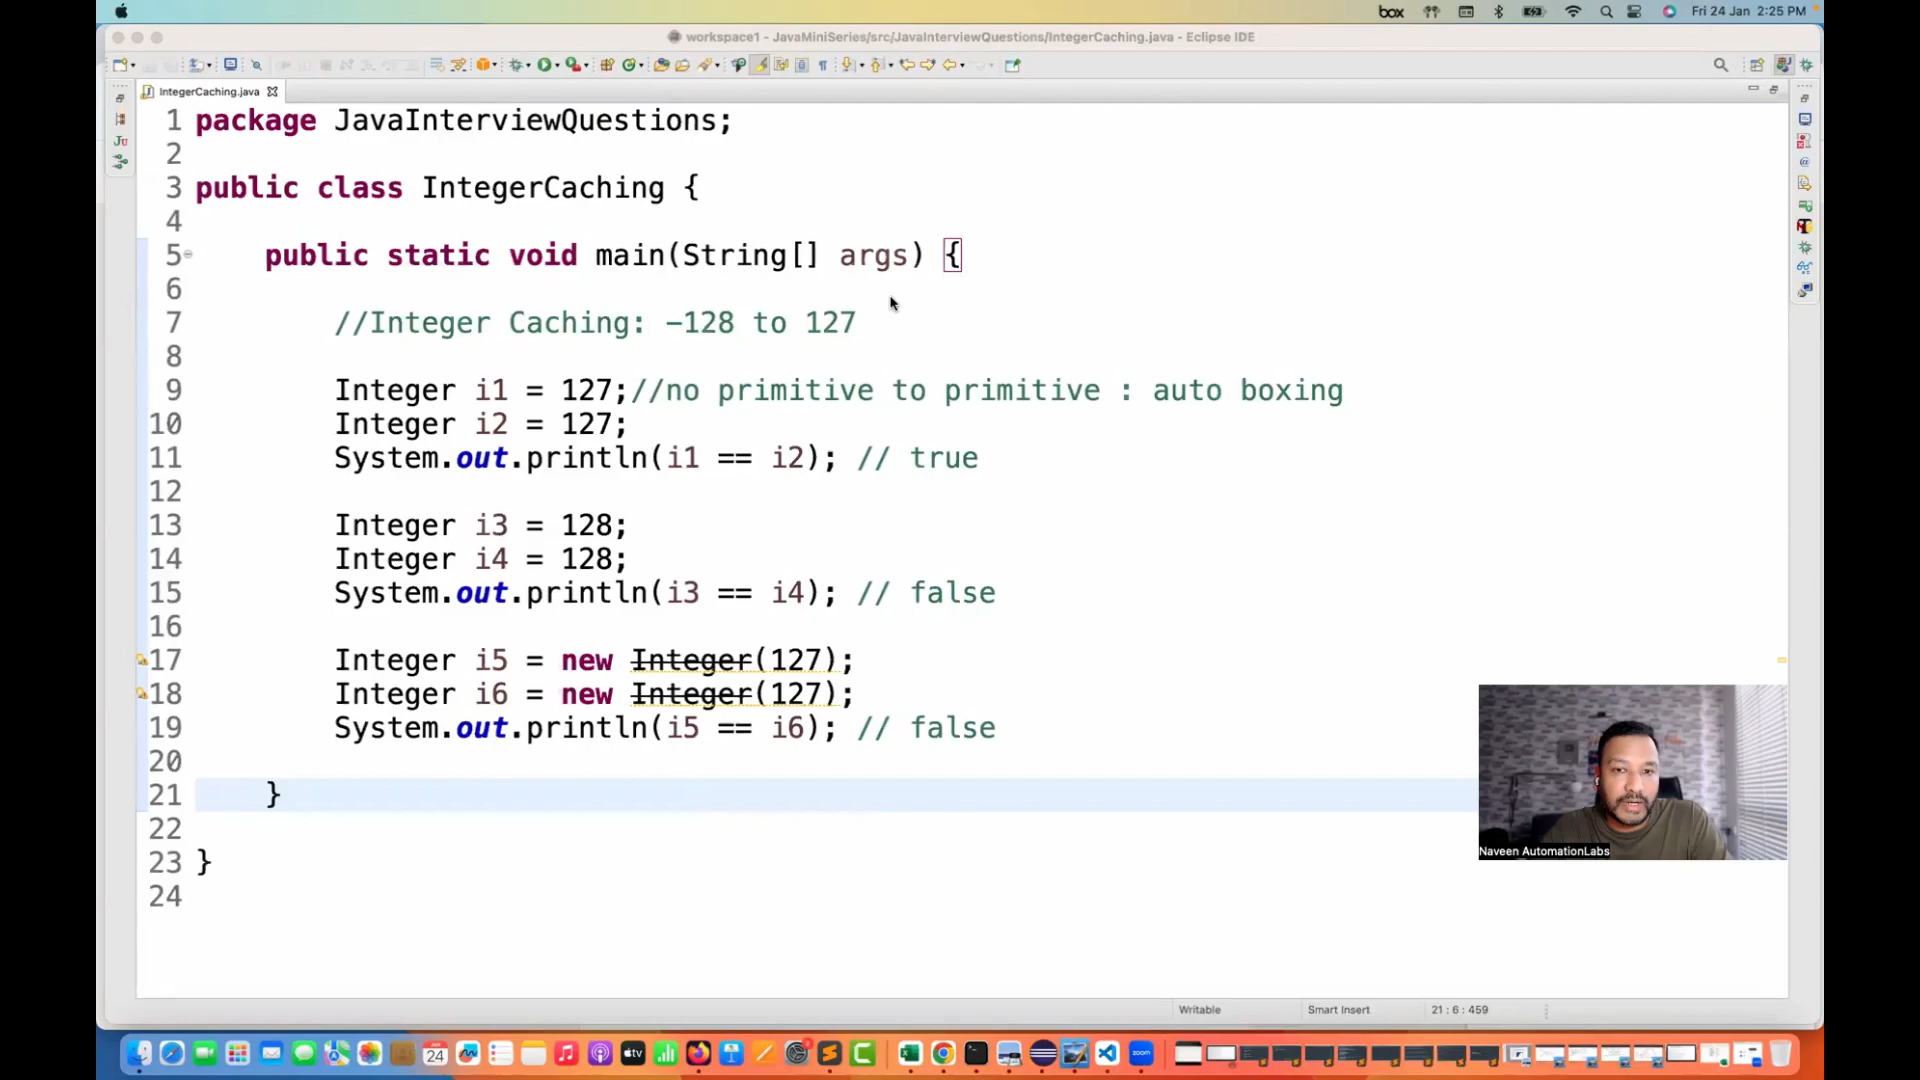 box
Fri 24 Jan 2:25 PM
workspace1 - JavaMiniSeries/src/JavaInterviewQuestions/IntegerCaching.java - Eclipse IDE
IntegerCaching.java
1 package JavaInterviewQuestions;
2
3 public class IntegerCaching {
4
5 public static void main(String[] args) {
6
7 //Integer Caching: -128 to 127
8
9 Integer i1 = 127;//no primitive to primitive : auto boxing
10 Integer i2 = 127;
11 System.out.println(i1 == i2); // true
12
13 Integer i3 = 128;
14 Integer i4 = 128;
15 System.out.println(i3 == i4); // false
16
17 Integer i5 = new Integer(127);
18 Integer i6 = new Integer(127);
19 System.out.println(i5 == i6); // false
20
21 }
22
23 }
24
Naveen AutomationLabs
Writable
Smart Insert
21 : 6 : 459
24
tv
zoom